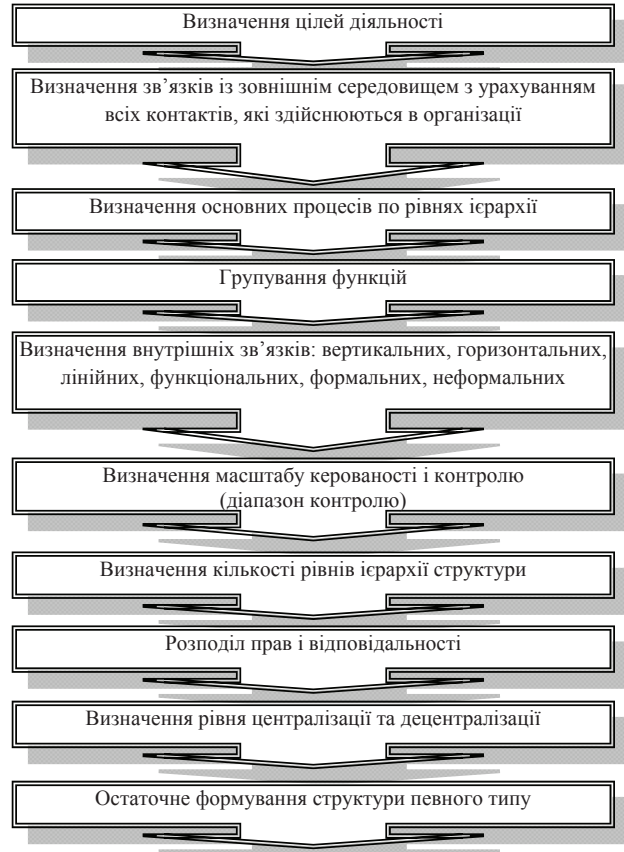 Визначення цілей діяльності
Визначення зв’язків із зовнішнім середовищем з урахуванням
всіх контактів, які здійснюються в організації
Визначення основних процесів по рівнях ієрархії
Групування функцій
Визначення внутрішніх зв’язків: вертикальних, горизонтальних,
лінійних, функціональних, формальних, неформальних
Визначення масштабу керованості і контролю
(діапазон контролю)
Визначення кількості рівнів ієрархії структури
Розподіл прав і відповідальності
Визначення рівня централізації та децентралізації
Остаточне формування структури певного типу